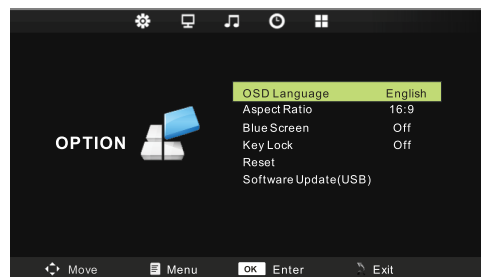 OSD Language English
Aspect Ratio 16:9
Blue Screen Off
OPTION
Key Lock Off
Reset
Software Update(USB)
Move Menu OK Enter Exit